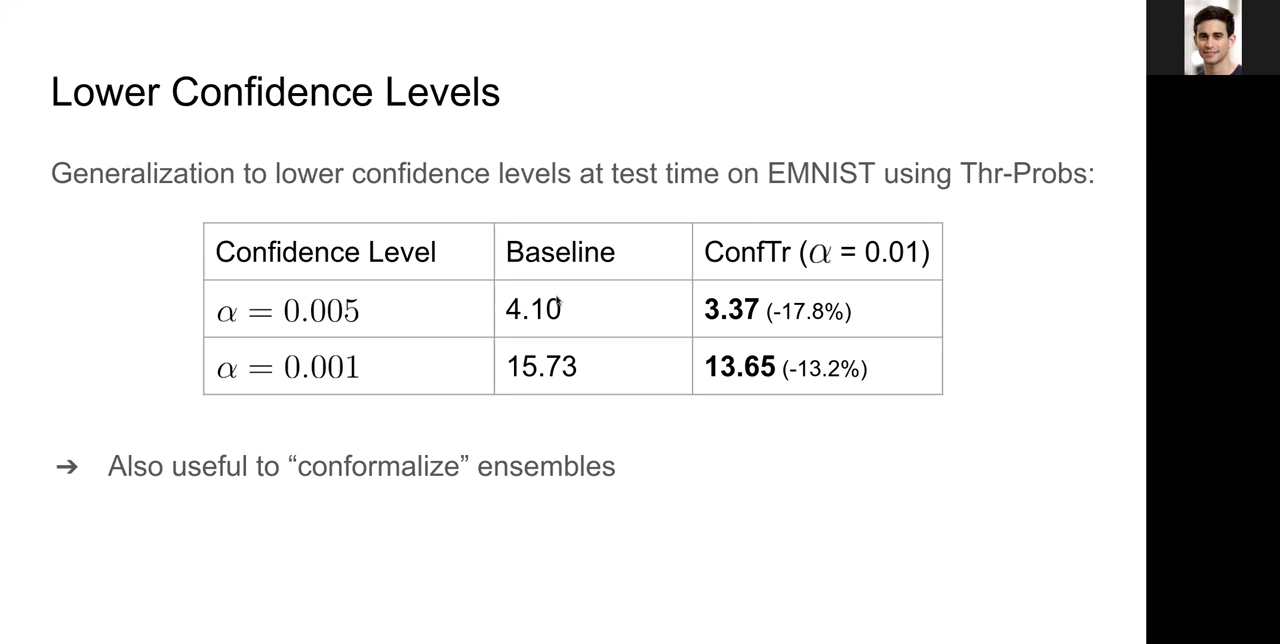 Lower Confidence Levels
Generalization to lower confidence levels at test time on EMNIST using Thr-Probs:
Confidence Level Baseline ConfTr (α = 0.01)
α = 0.005 4.10 3.37 (-17.8%)
α = 0.001 15.73 13.65 (-13.2%)
➔ Also useful to “conformalize” ensembles